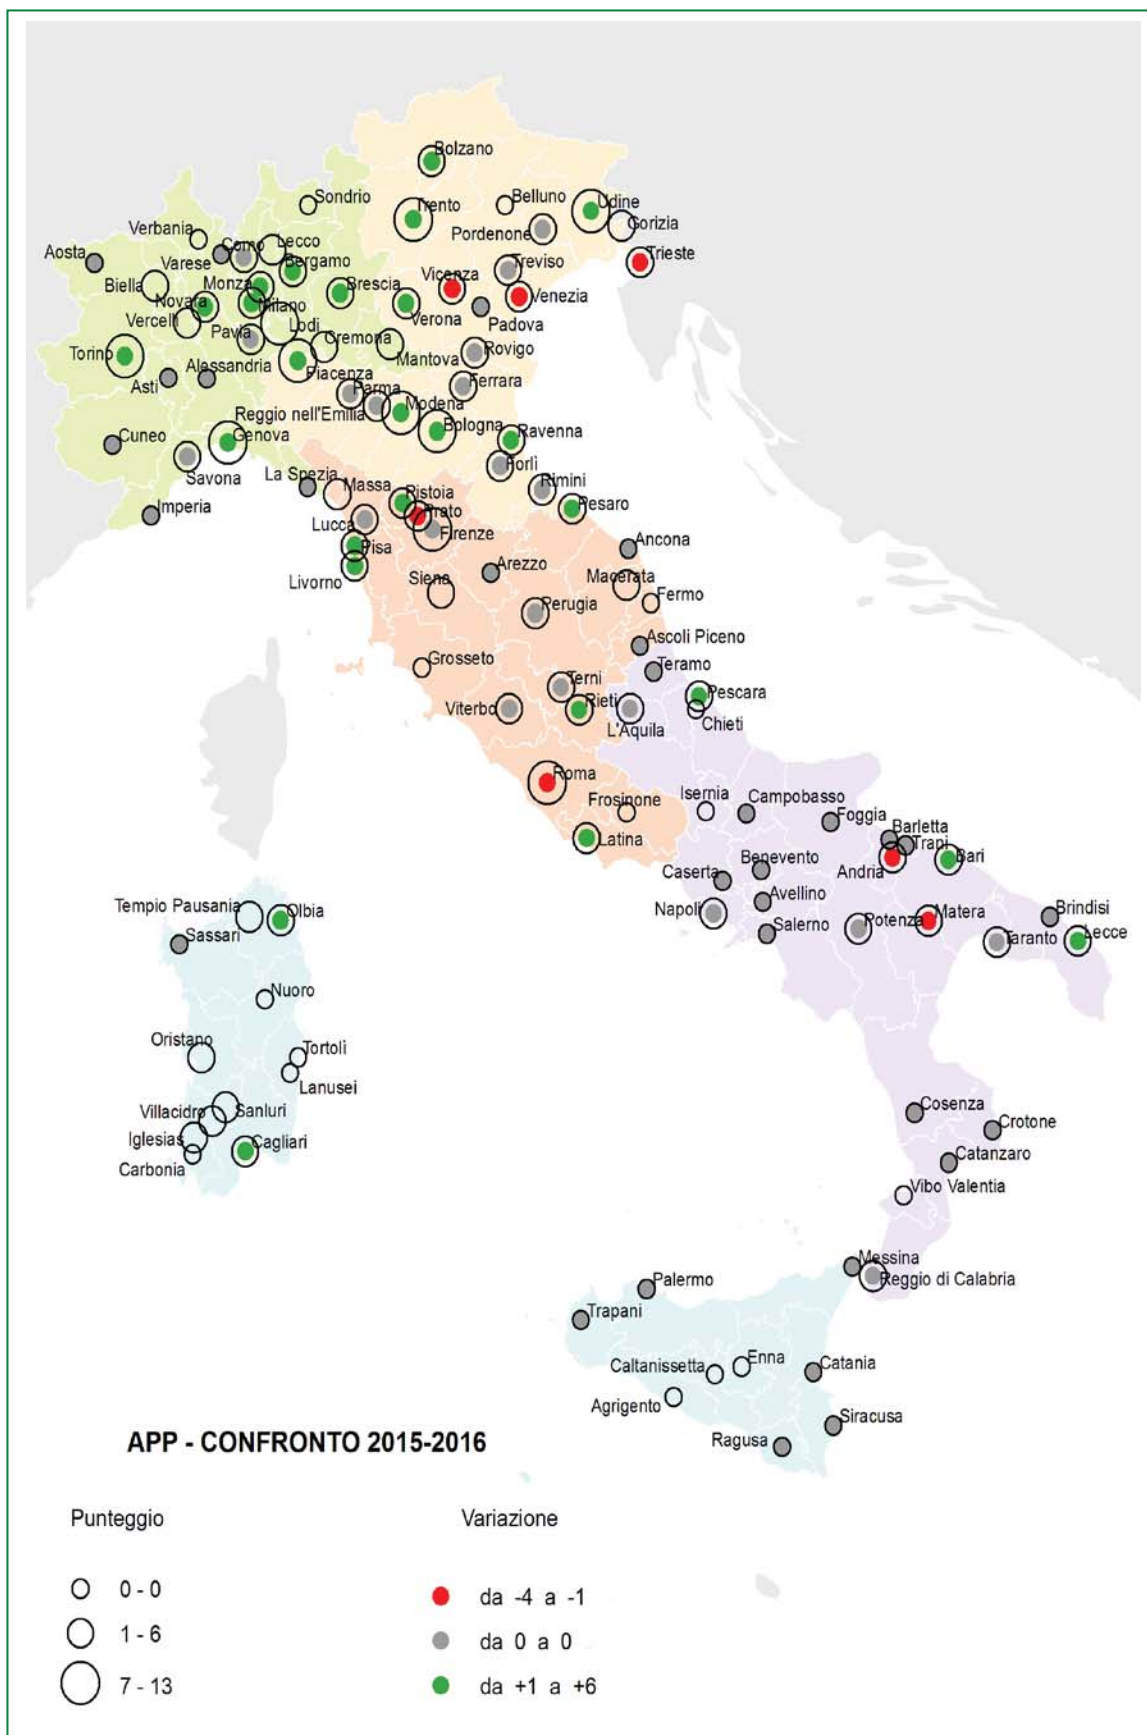 Bolzano
Sondrio
Belluno
Udine
Trento
Gorizia
Verbania
Pordenone
Lecco
Como
Aosta
Varese
Treviso
Trieste
Bergamo
Vicenza
Biella
Monza
Brescia
Venezia
Novara
Milano
Verona
Padova
Vercelli
Lodi
Pavia
Cremona
Torino
Mantova
Rovigo
Alessandria
Piacenza
Asti
Parma
Ferrara
Modena
Reggio nell'Emilia
Bologna
Cuneo
Genova
Ravenna
Savona
Forlì
La Spezia
Rimini
Massa
Pistoia
Imperia
Prato
Pesaro
Lucca
Firenze
Pisa
Ancona
Livorno
Arezzo
Siena
Macerata
Fermo
Perugia
Ascoli Piceno
Grosseto
Teramo
Terni
Pescara
Rieti
Viterbo
L'Aquila
Chieti
Roma
Isernia
Campobasso
Frosinone
Foggia
Barletta
Latina
Trani
Bari
Benevento
Andria
Caserta
Avellino
Tempio Pausania
Olbia
Napoli
Potenza
Matera
Brindisi
Salerno
Lecce
Sassari
Taranto
Nuoro
Oristano
Tortolì
Lanusei
Villacidro
Sanluri
Cosenza
Iglesias
Cagliari
Crotone
Carbonia
Catanzaro
Vibo Valentia
Messina
Reggio di Calabria
Palermo
Trapani
Enna
Caltanissetta
Catania
Agrigento
Siracusa
Ragusa
APP - CONFRONTO 2015-2016
Punteggio
Variazione
0 - 0
da -4 a -1
1 - 6
da 0 a 0
7 - 13
da +1 a +6